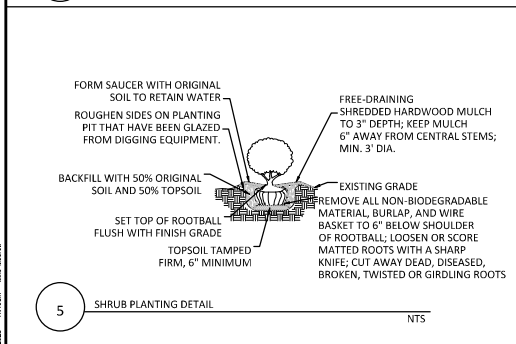 FORM SAUCER WITH ORIGINAL
SOIL TO RETAIN WATER
ROUGHEN SIDES ON PLANTING
PIT THAT HAVE BEEN GLAZED
FROM DIGGING EQUIPMENT.
BACKFILL WITH 50% ORIGINAL
SOIL AND 50% TOPSOIL
SET TOP OF ROOTBALL
FLUSH WITH FINISH GRADE
TOPSOIL TAMPED
FIRM, 6" MINIMUM
FREE-DRAINING
SHREDDED HARDWOOD MULCH
TO 3" DEPTH; KEEP MULCH
6" AWAY FROM CENTRAL STEMS;
MIN. 3' DIA.
EXISTING GRADE
REMOVE ALL NON-BIODEGRADABLE
MATERIAL, BURLAP, AND WIRE
BASKET TO 6" BELOW SHOULDER
OF ROOTBALL; LOOSEN OR SCORE
MATTED ROOTS WITH A SHARP
KNIFE; CUT AWAY DEAD, DISEASED,
BROKEN, TWISTED OR GIRDLING ROOTS
5
SHRUB PLANTING DETAIL
NTS